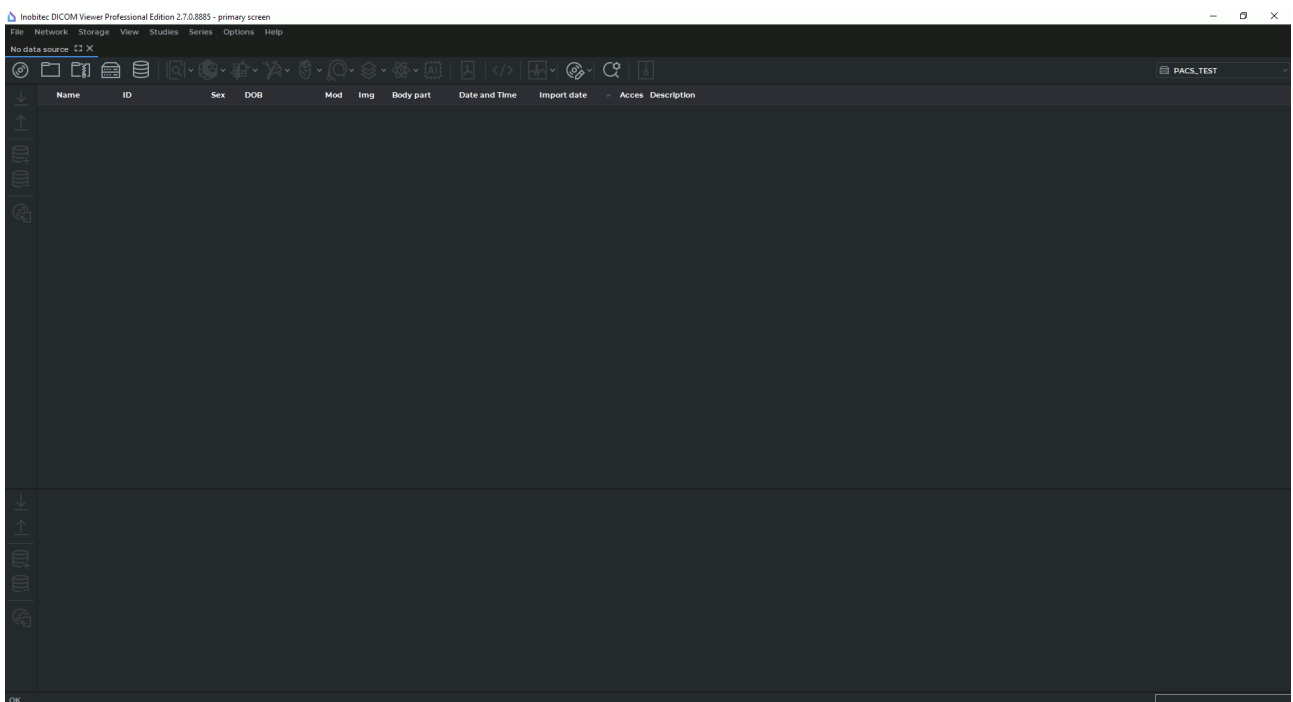 Inobitec DICOM Viewer Professional Edition 2.7.0.8885 - primary screen
File Network Storage View Studies Series Options Help
No data source
AI </> PACS_TEST
Name ID Sex DOB Mod Img Body part Date and Time Import date Acces Description
OK